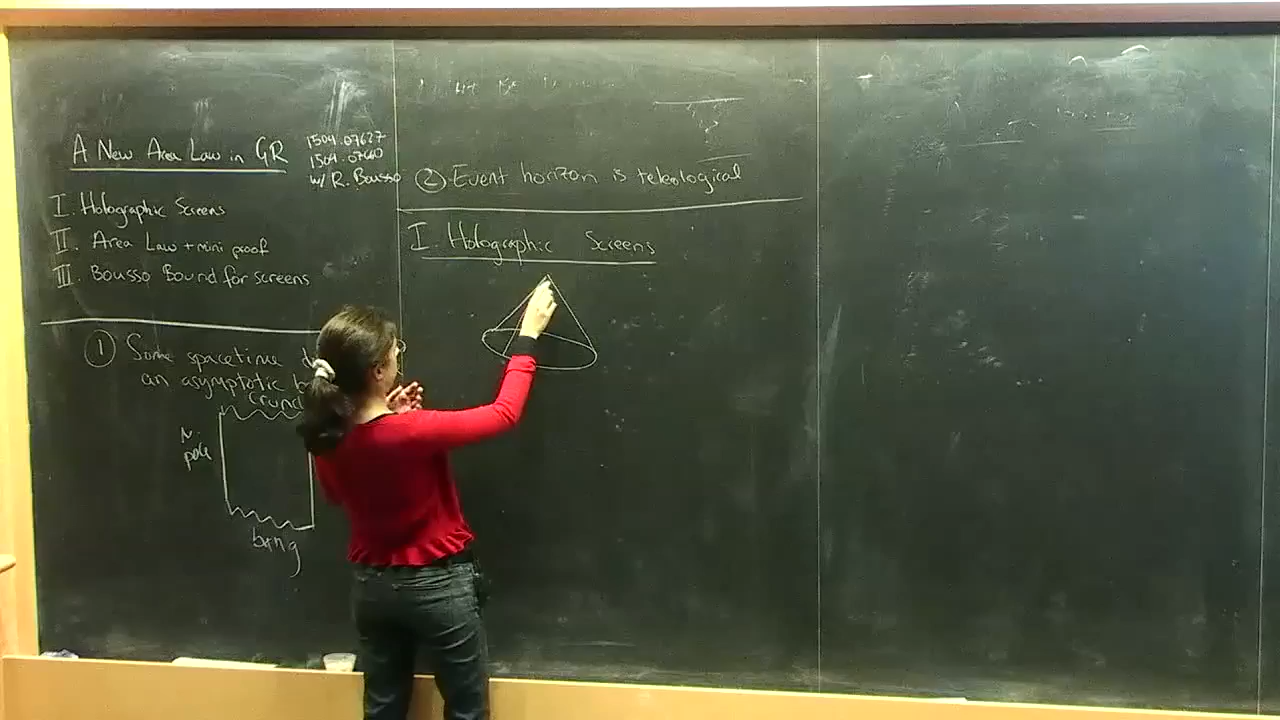 A New Area Law in GR
1504.07627
1504.07660
w/ R. Bousso
I. Holographic Screens
II. Area Law + mini proof
III. Bousso Bound for screens
① Some spacetime
an asymptotic
Crunch
N.
pole
bang
② Event horizon is teleological
I. Holographic Screens